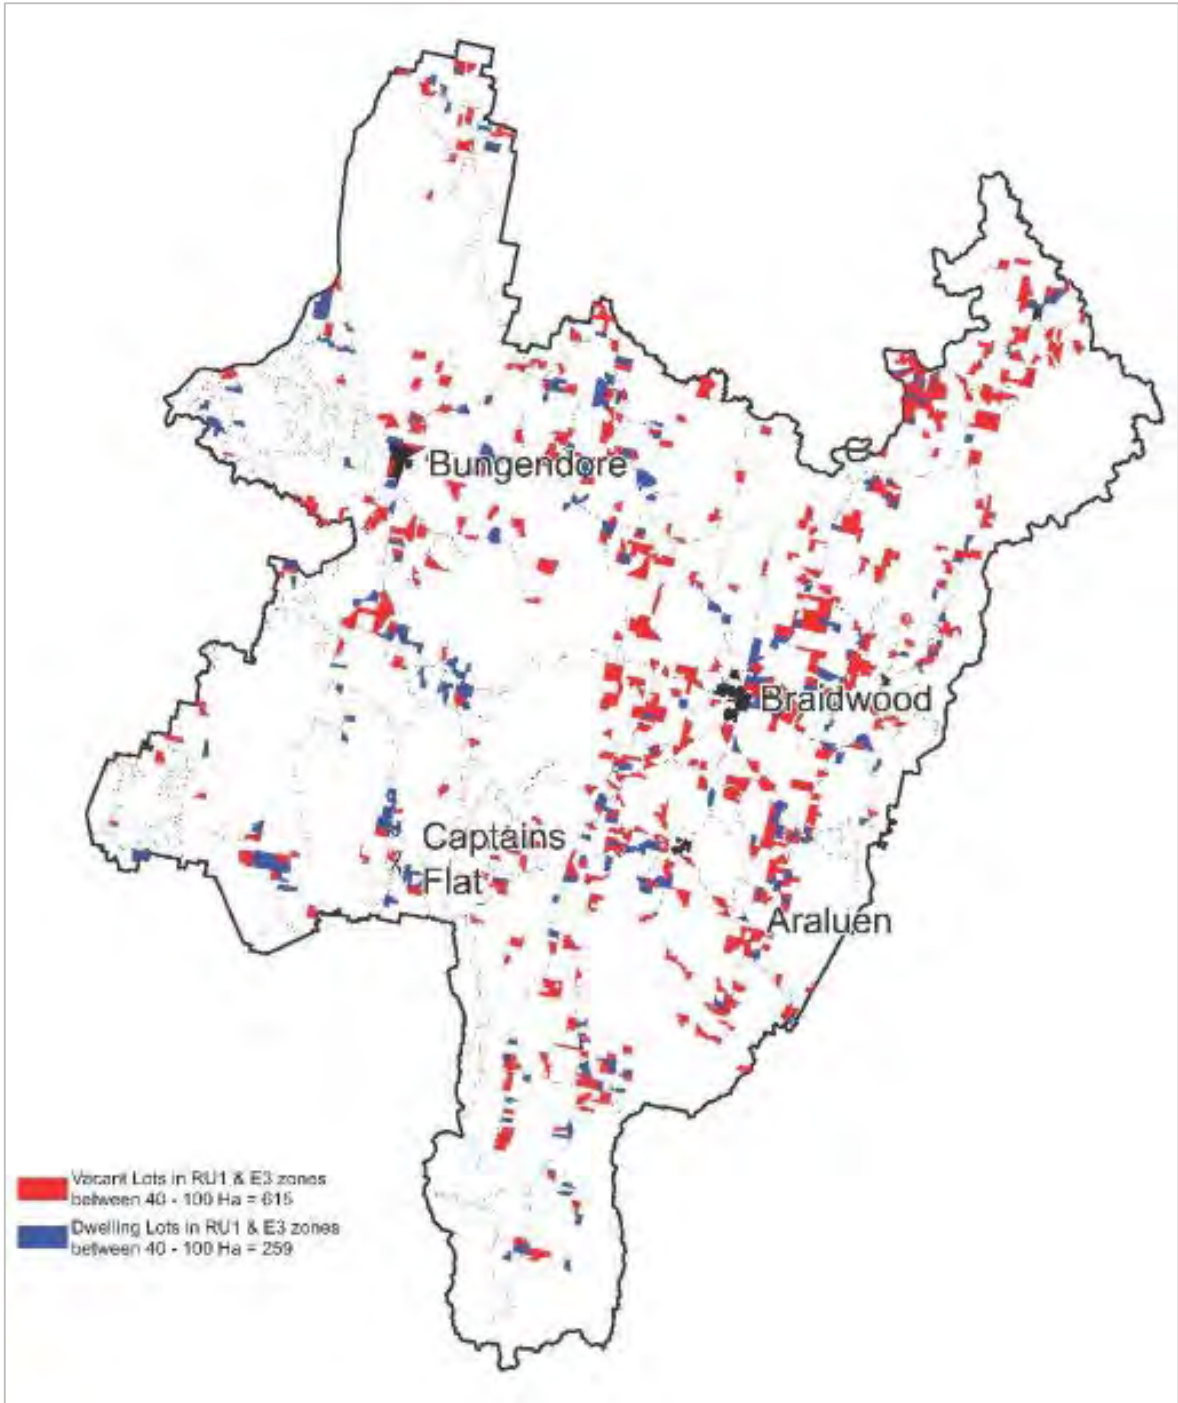 Bungendore
Braidwood
Captains
Flat
Araluen
Vacant Lots in RU1 & E3 zones
between 40 - 100 Ha = 615
Dwelling Lots in RU1 & E3 zones
between 40 - 100 Ha = 259